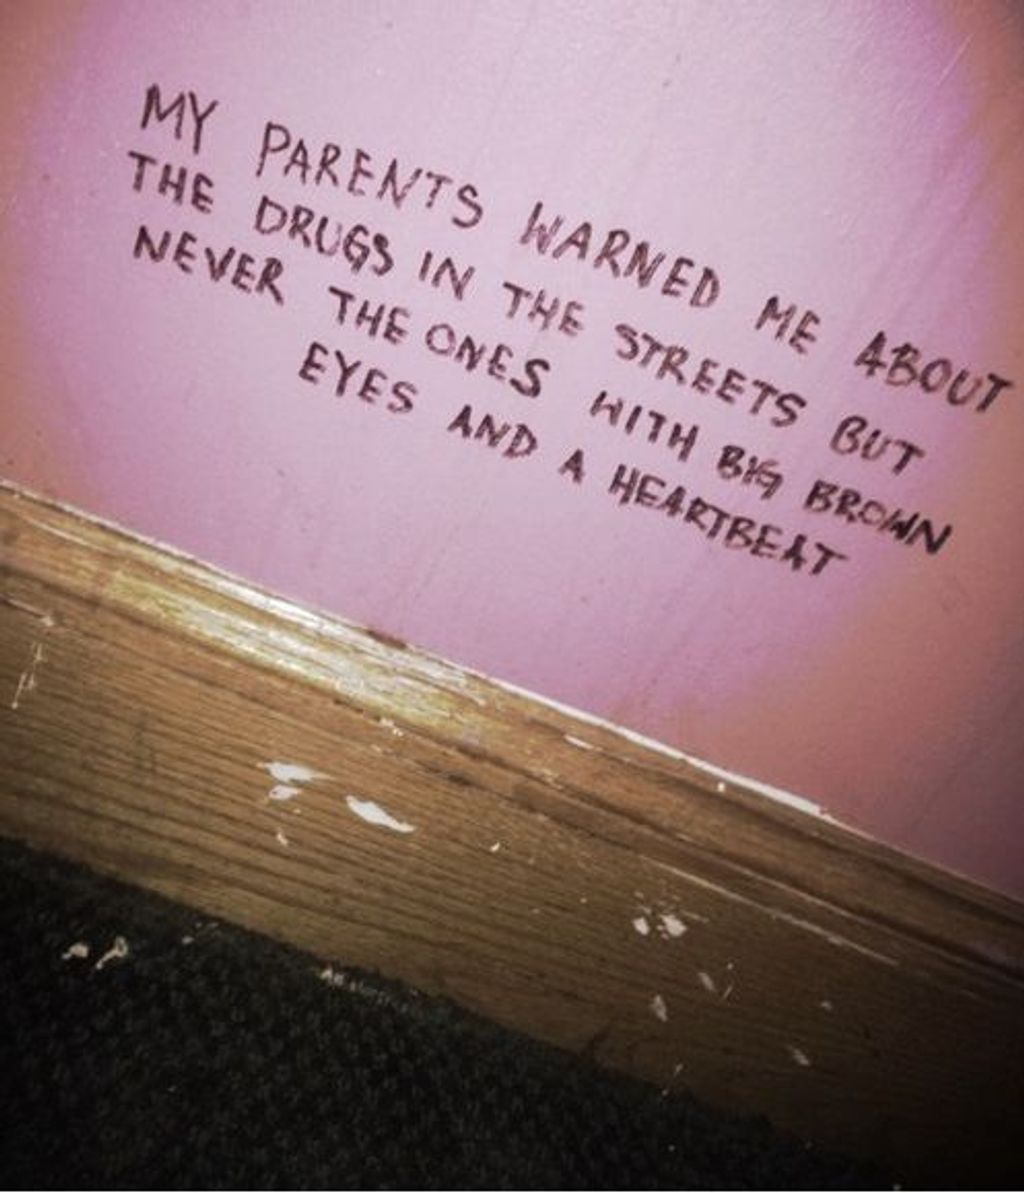 MY PARENTS WARNED ME ABOUT
THE DRUGS IN THE STREETS BUT
NEVER THE ONES WITH BIG BROWN
EYES AND A HEARTBEAT